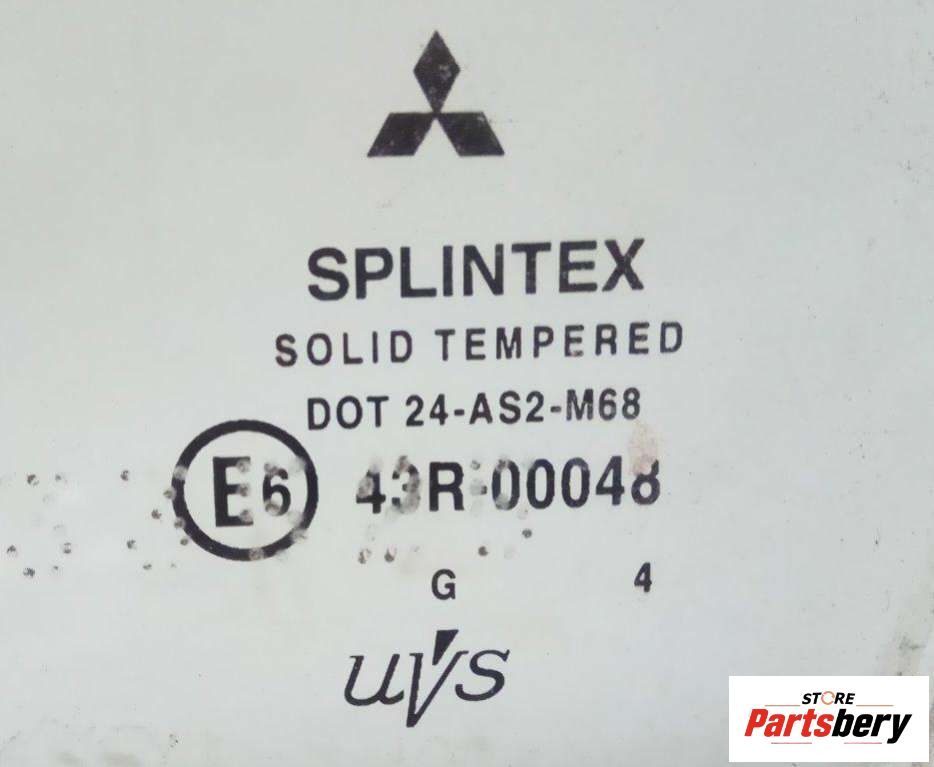 SPLINTEX
SOLID TEMPERED
DOT 24-AS2-M68
E6 43R-00048
G 4
uVs
STORE
Partsbery